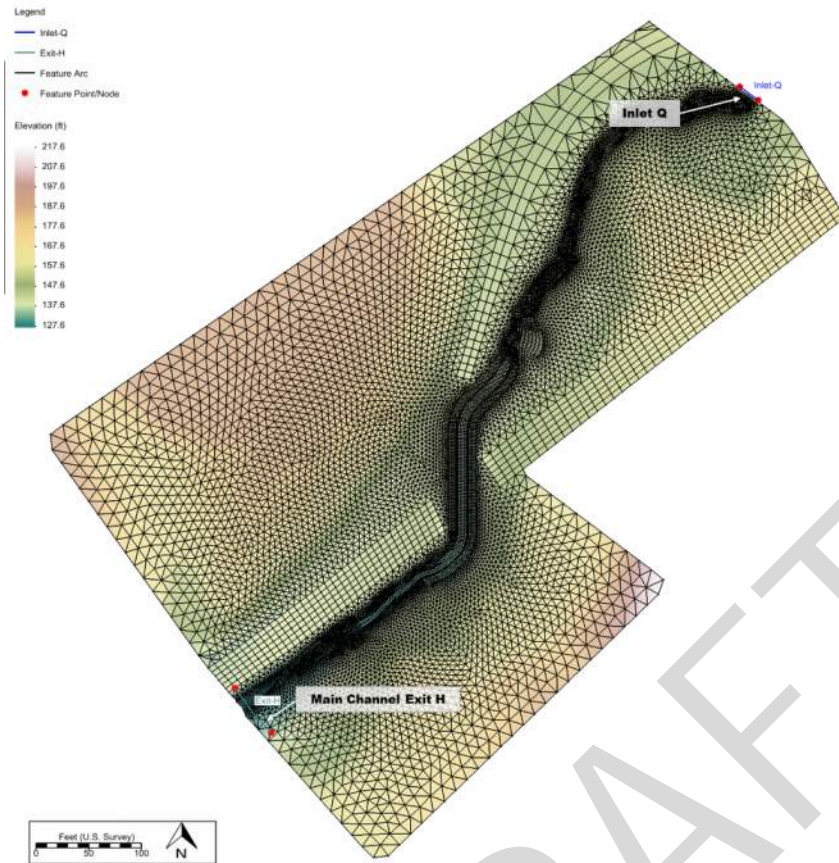 Legend
Inlet-Q
Exit-H
Feature Arc
Feature Point/Node
Elevation (ft)
217.6
207.6
197.6
187.6
177.6
167.6
157.6
147.6
137.6
127.6
Inlet-Q
Inlet Q
Exit-H
Main Channel Exit H
Feet (U.S. Survey)
0 50 100
N
DRAFT